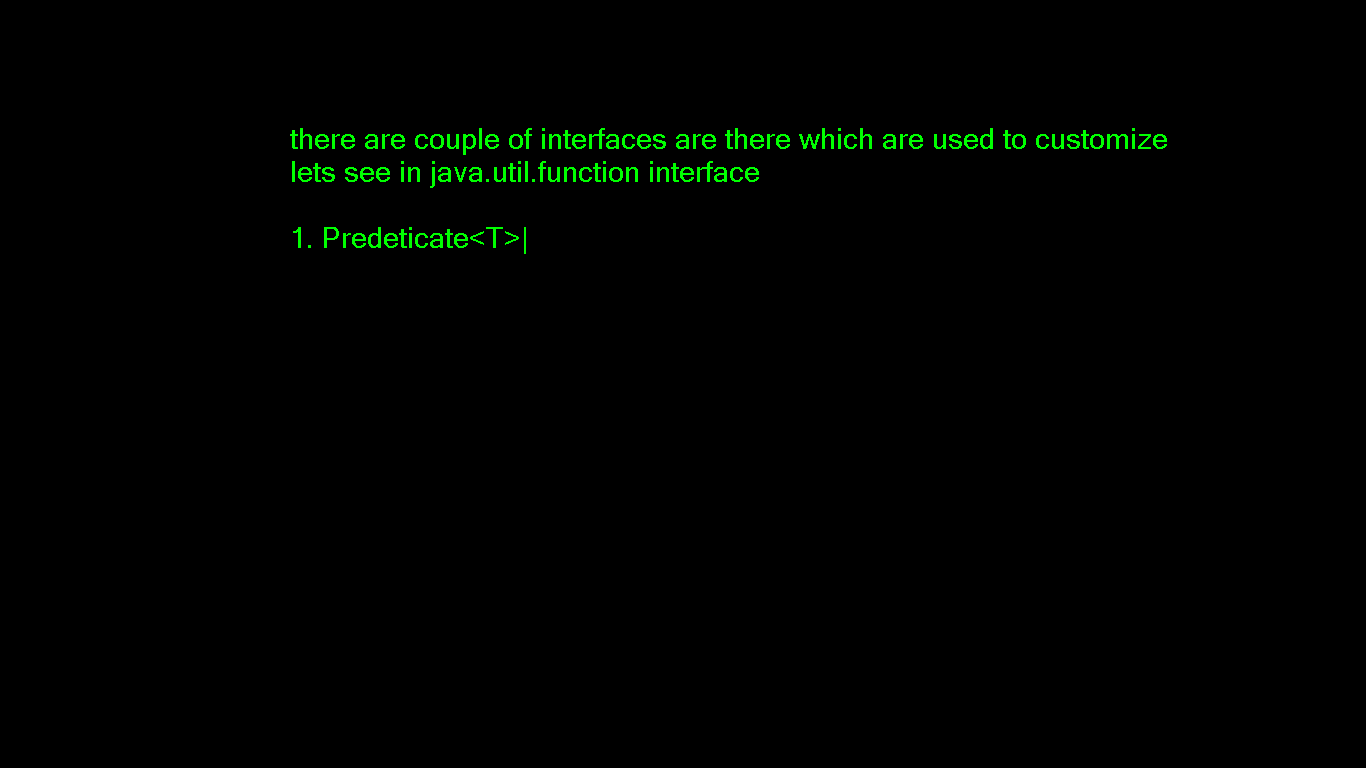 there are couple of interfaces are there which are used to customize
lets see in java.util.function interface
1. Predeticate<T>|